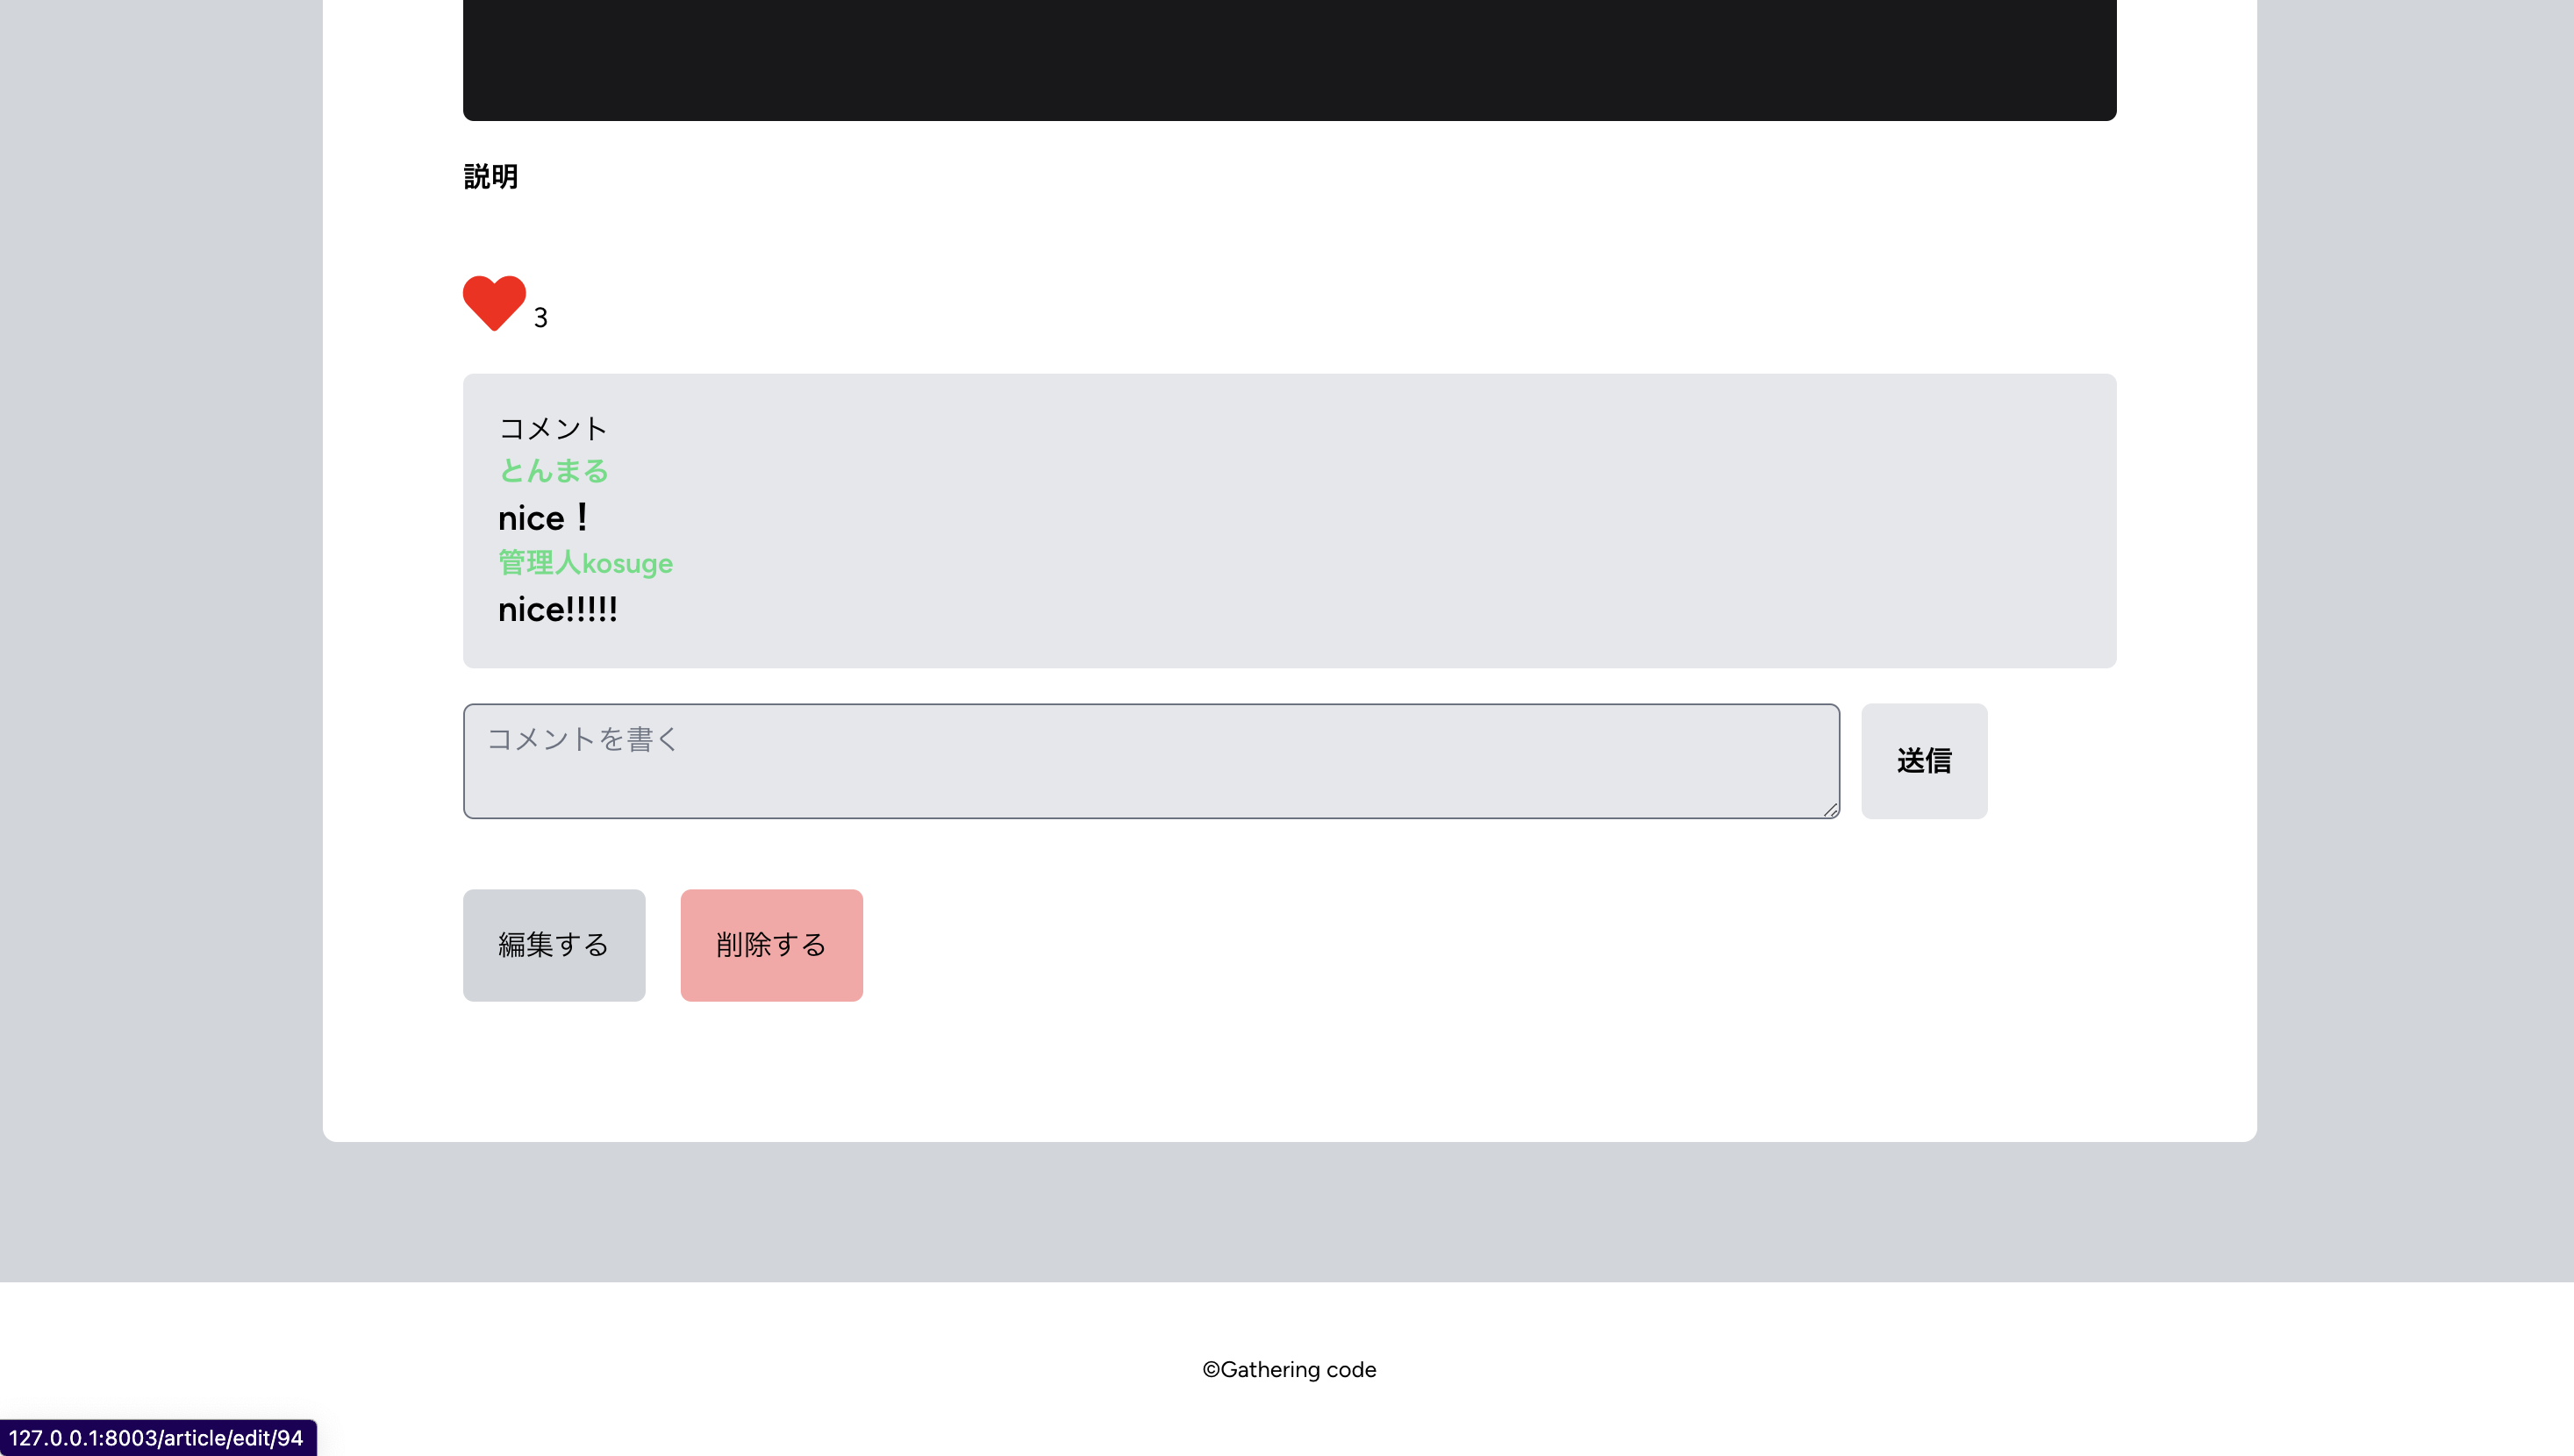 説明
3
コメント
とんまる
nice！
管理人kosuge
nice!!!!!
コメントを書く
送信
編集する
削除する
©Gathering code
127.0.0.1:8003/article/edit/94